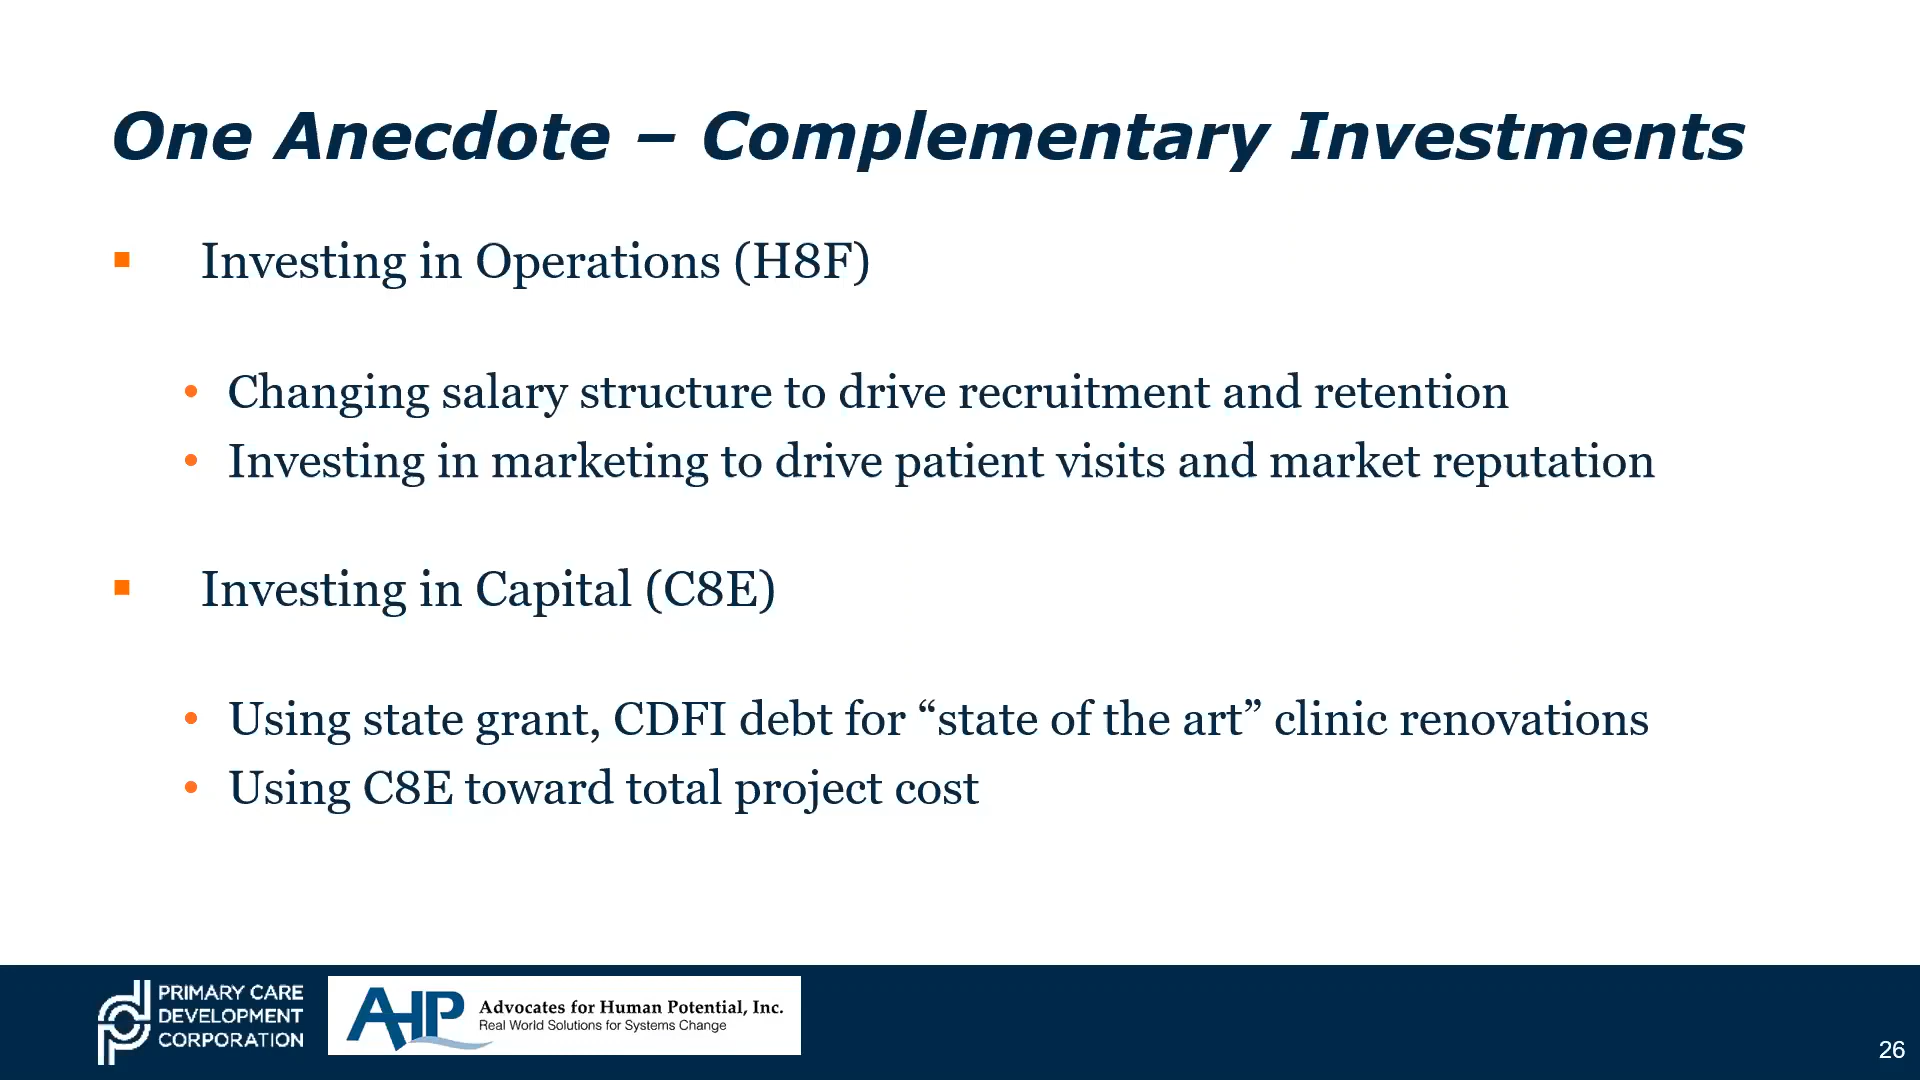 One Anecdote – Complementary Investments
Investing in Operations (H8F)
Changing salary structure to drive recruitment and retention
Investing in marketing to drive patient visits and market reputation
Investing in Capital (C8E)
Using state grant, CDFI debt for “state of the art” clinic renovations
Using C8E toward total project cost
PRIMARY CARE
DEVELOPMENT
CORPORATION
AHP
Advocates for Human Potential, Inc.
Real World Solutions for Systems Change
26